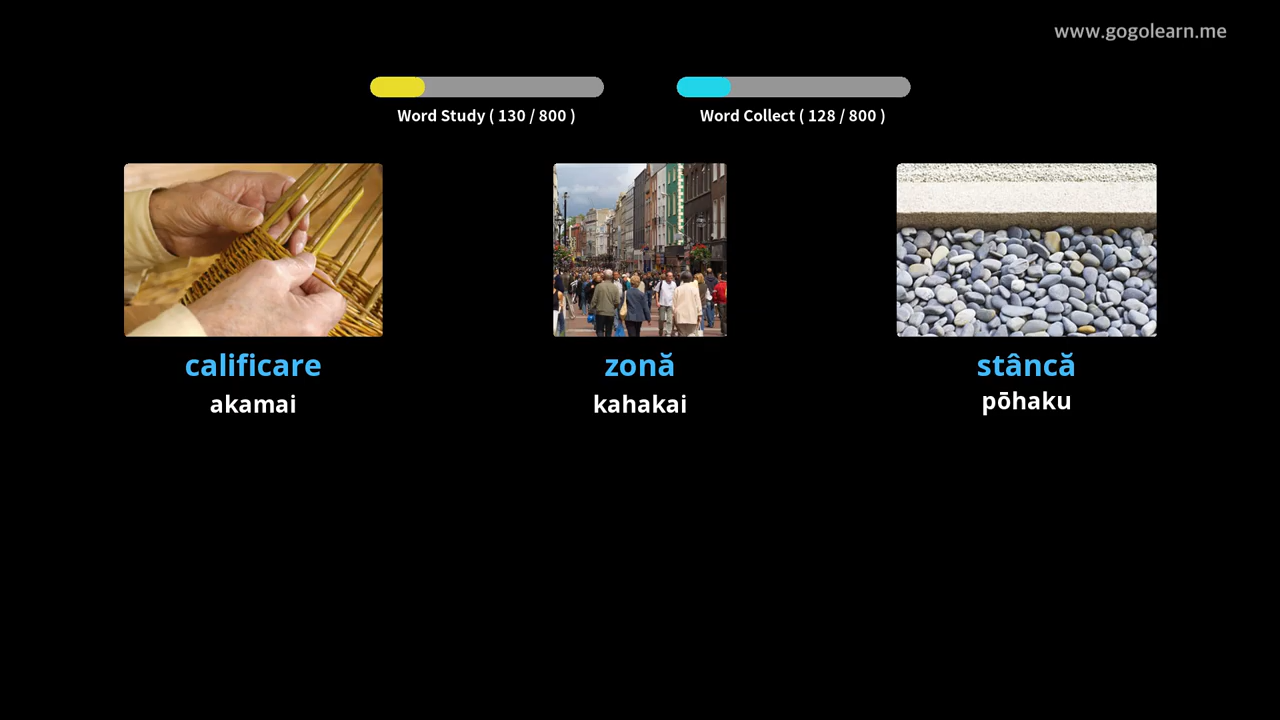 www.gogolearn.me
Word Study ( 130 / 800 )
Word Collect ( 128 / 800 )
calificare
akamai
zonă
kahakai
stâncă
pōhaku